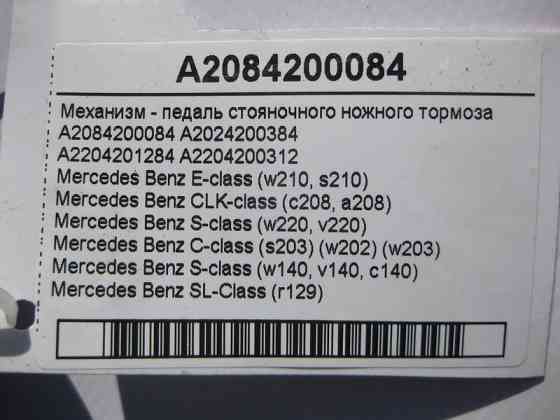 A2084200084
Механизм - педаль стояночного ножного тормоза
A2084200084 A2024200384
A2204201284 A2204200312
Mercedes Benz E-class (w210, s210)
Mercedes Benz CLK-class (c208, a208)
Mercedes Benz S-class (w220, v220)
Mercedes Benz C-class (s203) (w202) (w203)
Mercedes Benz S-class (w140, v140, c140)
Mercedes Benz SL-Class (r129)